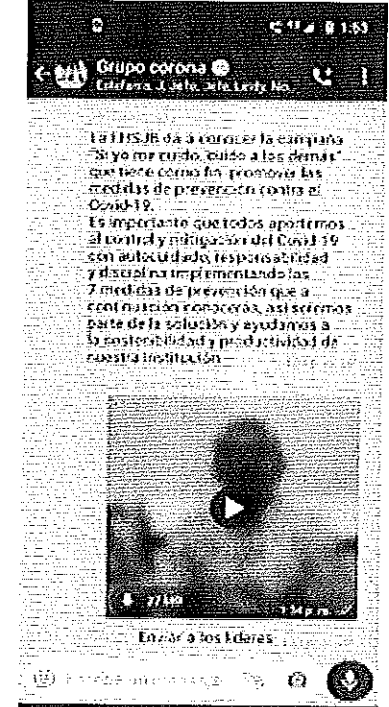 1:53
Grupo corona
La FHSJB da a conocer la campaña
"Si yo me cuido, cuido a los demás"
que tiene como fin promover las
medidas de prevención contra el
Covid-19.
Es importante que todos aportemos
al control y mitigación del Covid-19
con autocuidado, responsabilidad
y disciplina implementando las
7 medidas de prevención que a
continuación conocerás, así seremos
parte de la solución y ayudamos a
la sostenibilidad y productividad de
nuestra institución
Enviar a los líderes